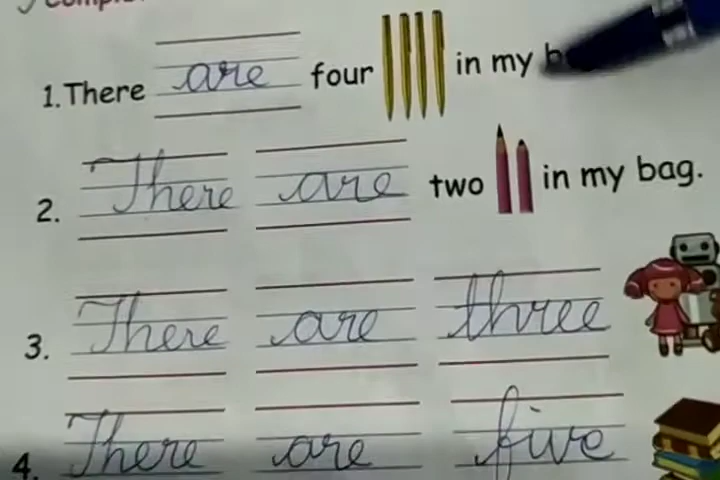 1. There are four in my
2. There are two in my bag.
3. There are three
4. There are five